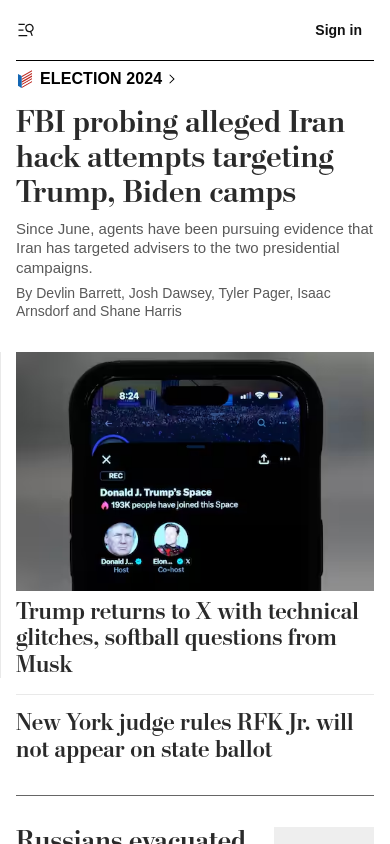 Sign in
ELECTION 2024
FBI probing alleged Iran
hack attempts targeting
Trump, Biden camps
Since June, agents have been pursuing evidence that
Iran has targeted advisers to the two presidential
campaigns.
By Devlin Barrett, Josh Dawsey, Tyler Pager, Isaac
Arnsdorf and Shane Harris
8:24
REC
Donald J. Trump's Space
193K people have joined this Space
Donald J... Elon... X
Host Co-host
Trump returns to X with technical
glitches, softball questions from
Musk
New York judge rules RFK Jr. will
not appear on state ballot
Russians evacuated